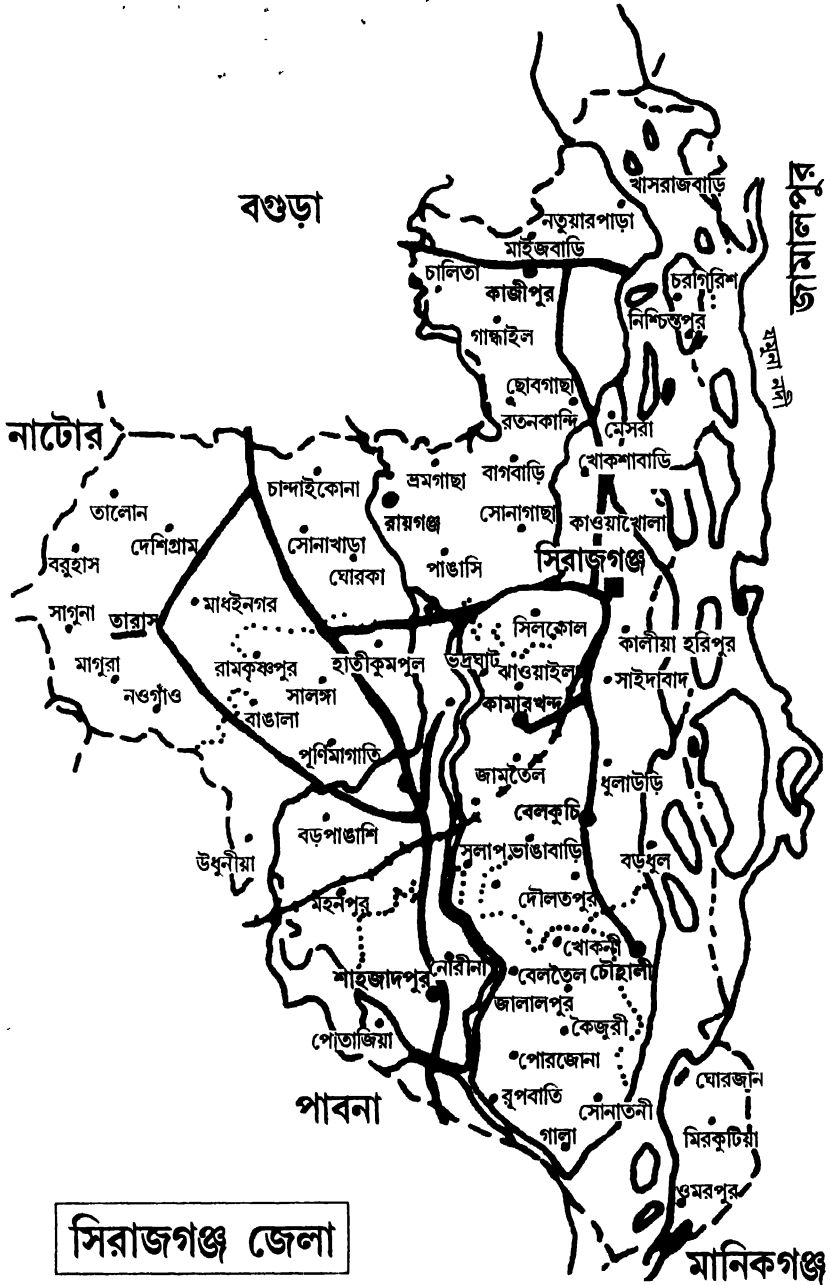 খাসরাজবাড়ি
জামালপুর
বগুড়া
নতুয়ারপাড়া
মাইজবাড়ি
চালিতা
চরগিরিশ
কাজীপুর
নিশ্চিন্তপুর
গান্ধাইল
যমুনা নদী
ছোবগাছা
রতনকান্দি
নাটোর
মেসরা
খোকশাবাড়ি
বাগবাড়ি
ভ্রমগাছা
চান্দাইকোনা
তালোন
রায়গঞ্জ
সোনাগাছা
কাওয়াখোলা
দেশিগ্রাম
সোনাখাড়া
বরুহাস
ঘোরকা
পাঙাসি
সিরাজগঞ্জ
মাধইনগর
সাগুনা
তারাস
সিলকোল
কালীয়া হরিপুর
মাগুরা
রামকৃষ্ণপুর
হাতীকুমপুল
ভদ্রঘাট
ঝাওয়াইল
সাইদাবাদ
নওগাঁও
সালঙ্গা
কামারখন্দ
বাঙালা
পূর্ণিমাগাতি
জামতৈল
ধুলাউড়ি
বেলকুচি
বড়পাঙাশি
উধুনীয়া
সুলাপ
ভাঙাবাড়ি
বড়ধুল
মহনপুর
দৌলতপুর
খোকনী
শাহজাদপুর
নৌরীনা
বেলতৈল
চৌহালী
জালালপুর
কৈজুরী
পোতাজিয়া
পোরজোনা
ঘোরজান
পাবনা
রূপবাতি
সোনাতনী
গালা
মিরকুটিয়া
ওমরপুর
সিরাজগঞ্জ জেলা
মানিকগঞ্জ